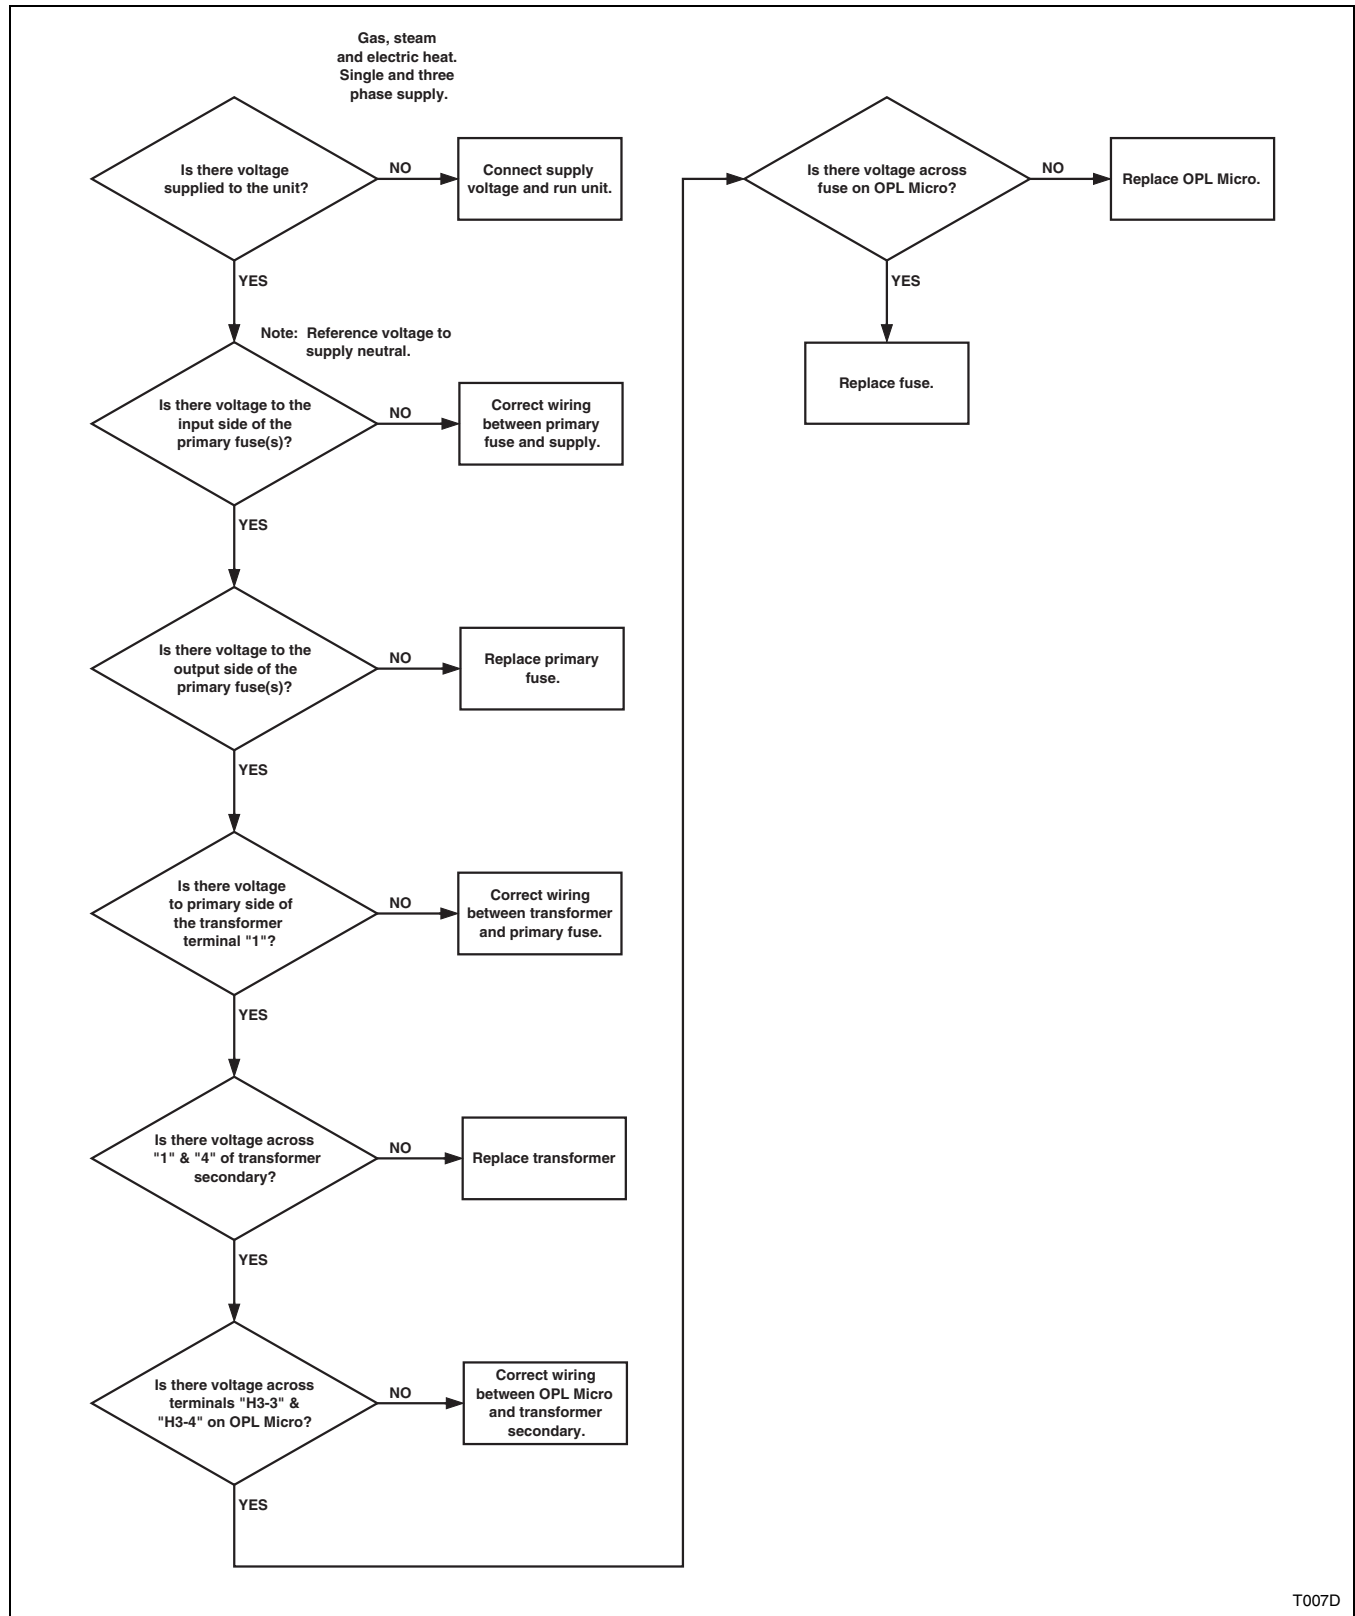 Gas, steam
and electric heat.
Single and three
phase supply.
Is there voltage
supplied to the unit?
NO
Connect supply
voltage and run unit.
YES
Note: Reference voltage to
supply neutral.
Is there voltage to the
input side of the
primary fuse(s)?
NO
Correct wiring
between primary
fuse and supply.
YES
Is there voltage to the
output side of the
primary fuse(s)?
NO
Replace primary
fuse.
YES
Is there voltage
to primary side of
the transformer
terminal "1"?
NO
Correct wiring
between transformer
and primary fuse.
YES
Is there voltage across
"1" & "4" of transformer
secondary?
NO
Replace transformer
YES
Is there voltage across
terminals "H3-3" &
"H3-4" on OPL Micro?
NO
Correct wiring
between OPL Micro
and transformer
secondary.
YES
Is there voltage across
fuse on OPL Micro?
NO
Replace OPL Micro.
YES
Replace fuse.
T007D